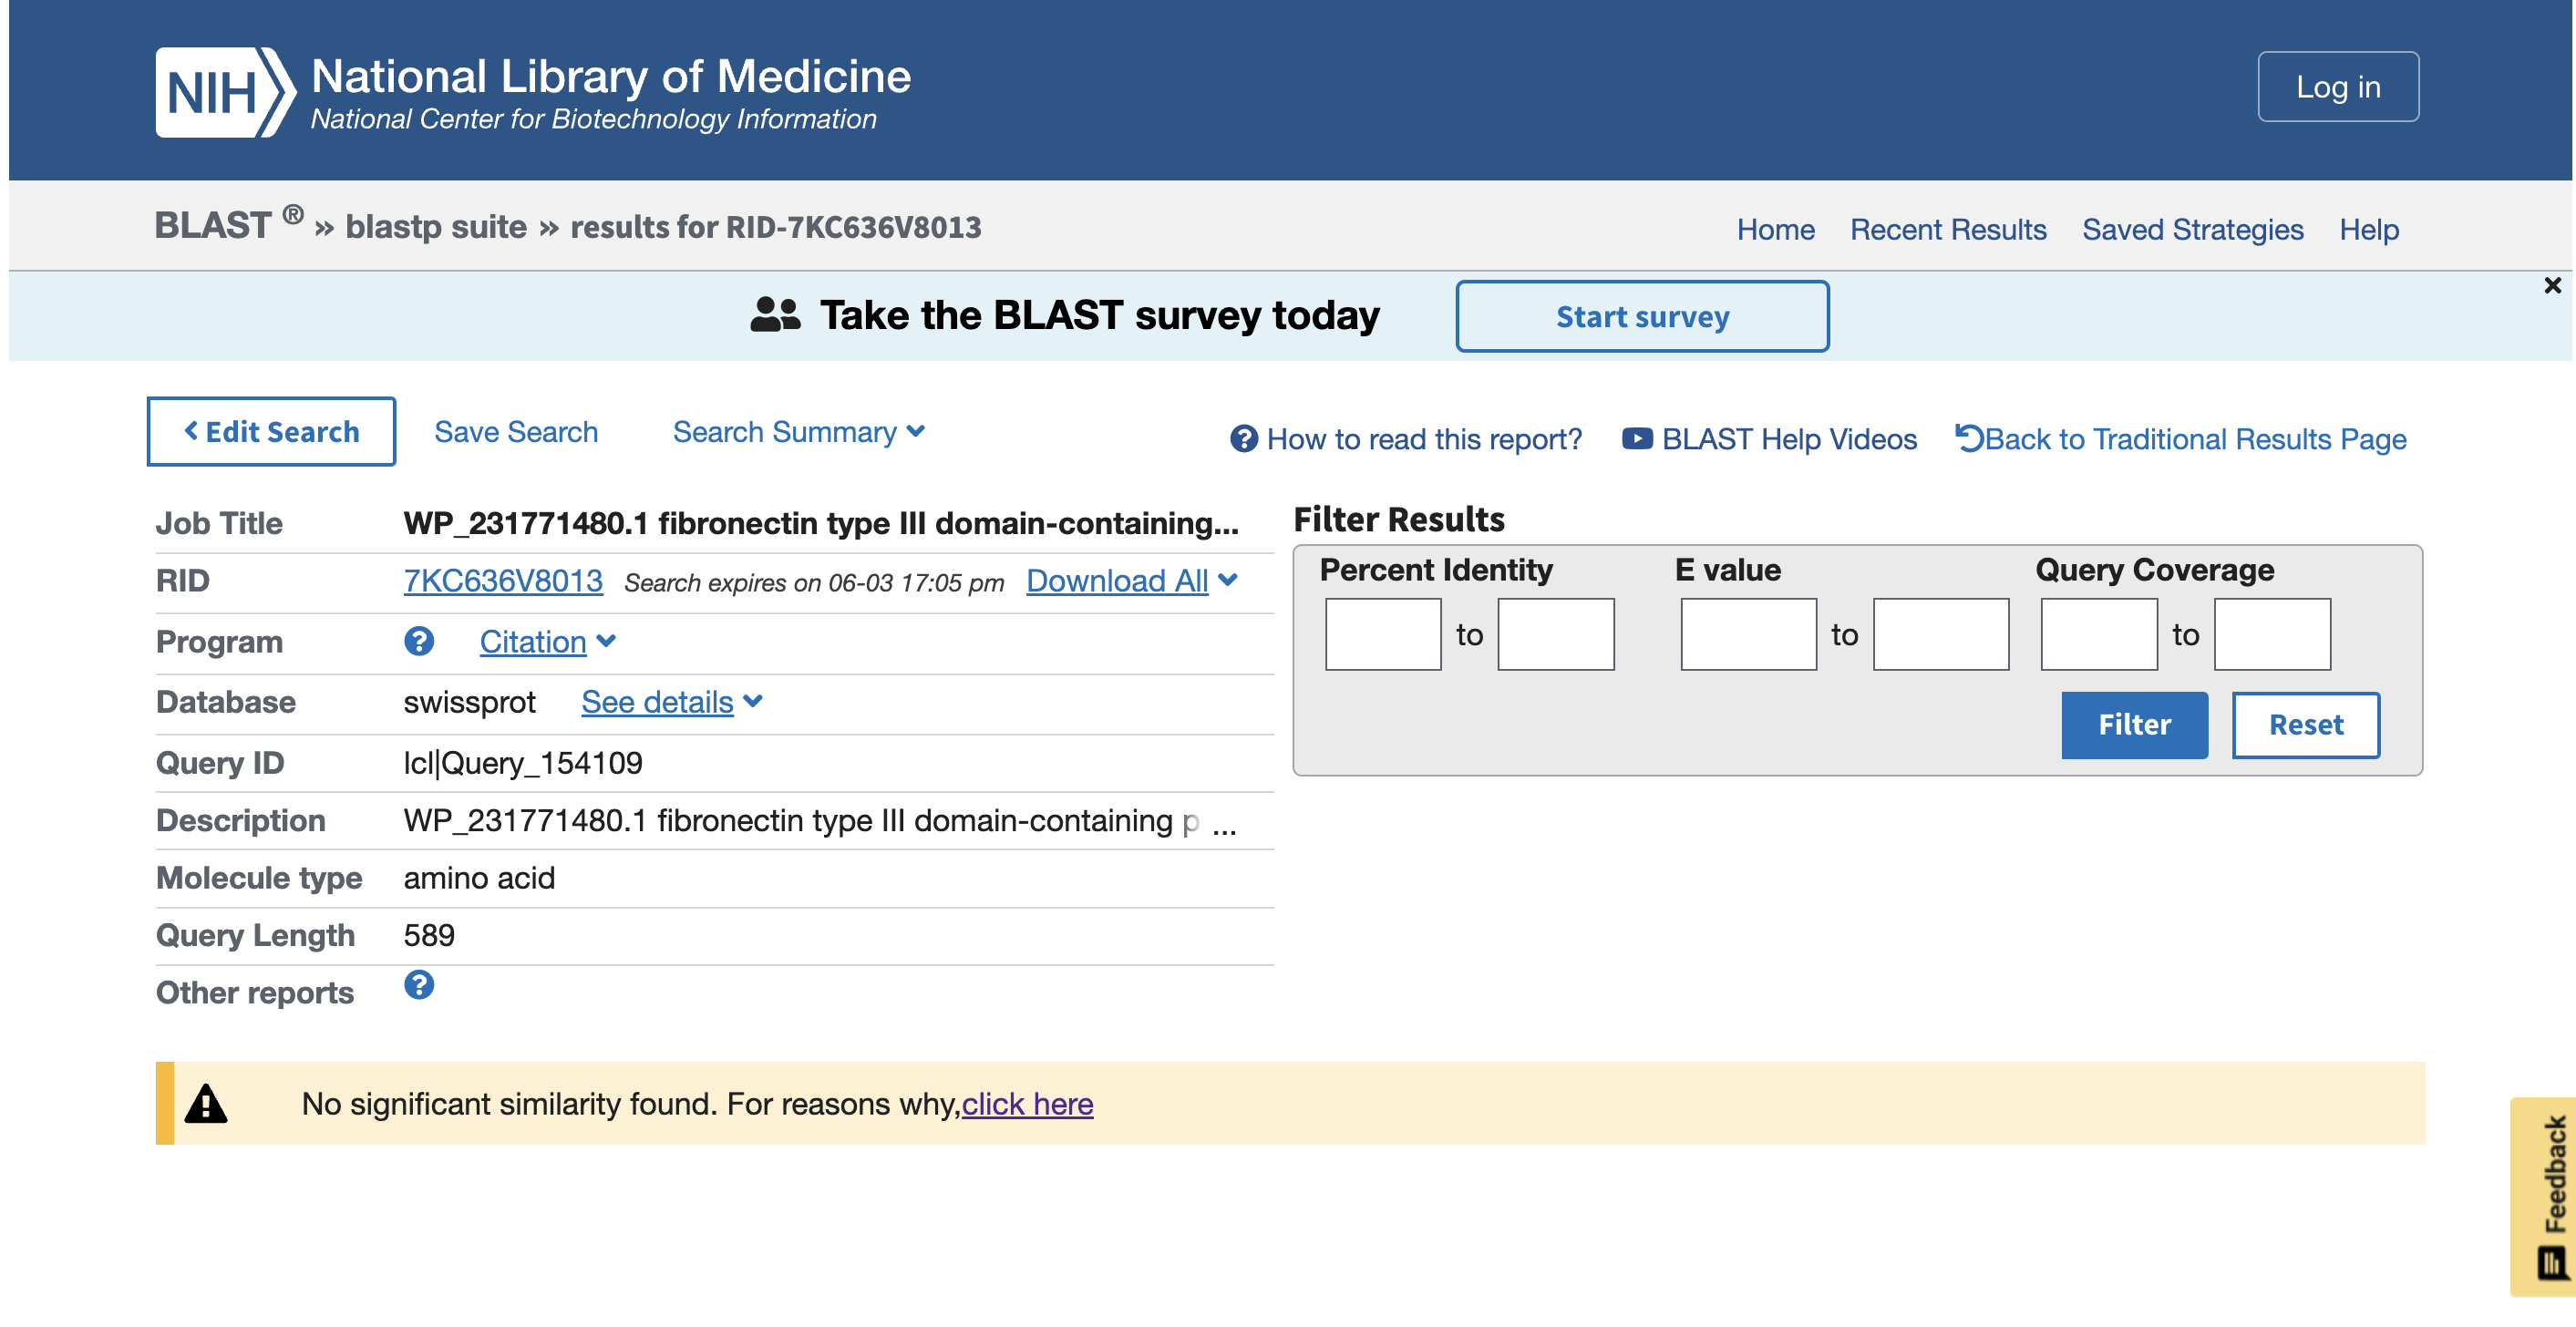 NIH National Library of Medicine
National Center for Biotechnology Information
Log in
BLAST ® » blastp suite » results for RID-7KC636V8013
Home Recent Results Saved Strategies Help
Take the BLAST survey today Start survey
Edit Search Save Search Search Summary
How to read this report? BLAST Help Videos Back to Traditional Results Page
Job Title WP_231771480.1 fibronectin type III domain-containing...
RID 7KC636V8013 Search expires on 06-03 17:05 pm Download All
Program Citation
Database swissprot See details
Query ID lcl|Query_154109
Description WP_231771480.1 fibronectin type III domain-containing p ...
Molecule type amino acid
Query Length 589
Other reports
Filter Results
Percent Identity E value Query Coverage
to to to
Filter Reset
No significant similarity found. For reasons why,click here
Feedback